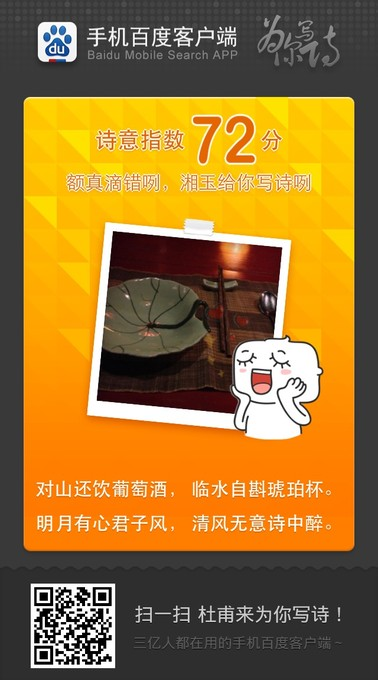 手机百度客户端
Baidu Mobile Search APP
为你写诗
诗意指数72分
额真滴错咧，湘玉给你写诗咧
对山还饮葡萄酒，临水自斟琥珀杯。
明月有心君子风，清风无意诗中醉。
扫一扫 杜甫来为你写诗！
三亿人都在用的手机百度客户端~